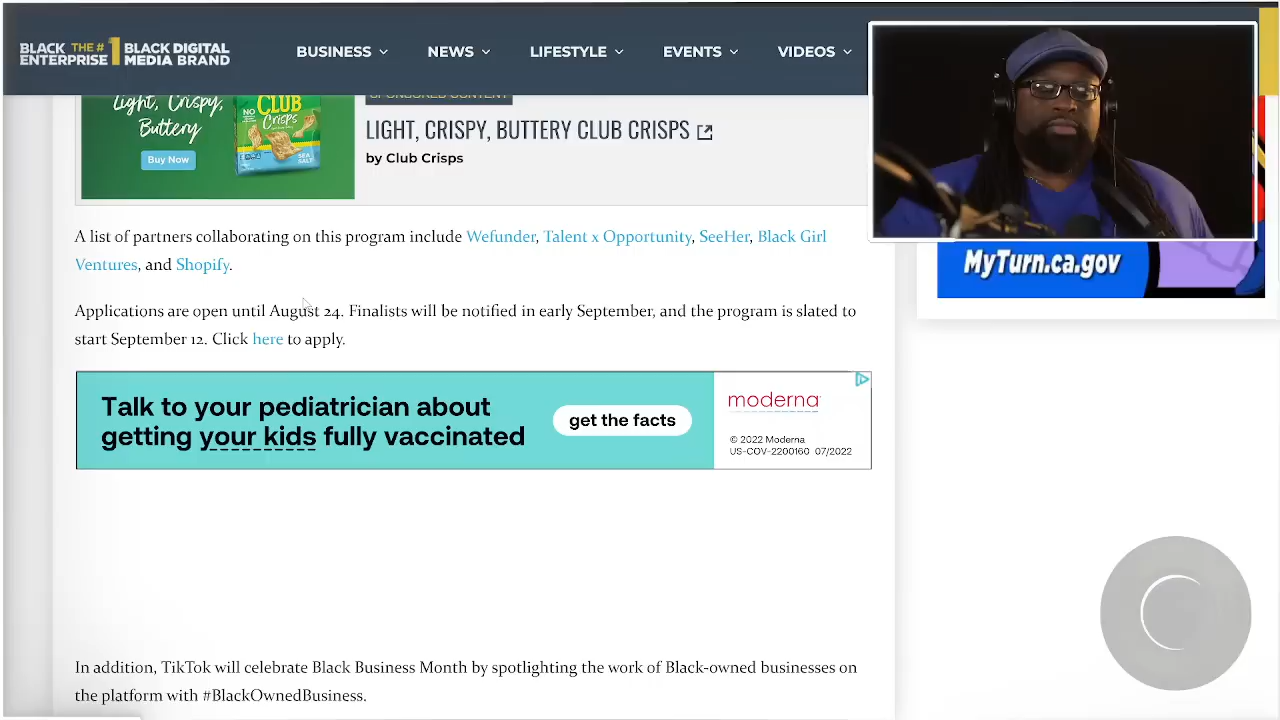 BLACK THE # 1 BLACK DIGITAL
ENTERPRISE MEDIA BRAND
BUSINESS NEWS LIFESTYLE EVENTS VIDEOS
Light, Crispy,
Buttery
Buy Now
NO
CLUB
Crisps
SEA
SALT
SPONSORED CONTENT
LIGHT, CRISPY, BUTTERY CLUB CRISPS
by Club Crisps
A list of partners collaborating on this program include Wefunder, Talent x Opportunity, SeeHer, Black Girl
Ventures, and Shopify.
MyTurn.ca.gov
Applications are open until August 24. Finalists will be notified in early September, and the program is slated to
start September 12. Click here to apply.
Talk to your pediatrician about
getting your kids fully vaccinated
get the facts
moderna
© 2022 Moderna
US-COV-2200160 07/2022
In addition, TikTok will celebrate Black Business Month by spotlighting the work of Black-owned businesses on
the platform with #BlackOwnedBusiness.